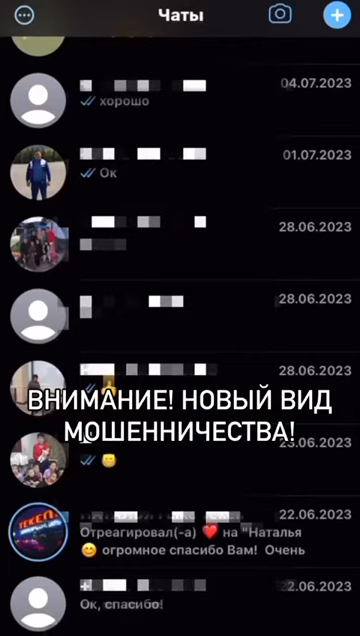 Чаты
04.07.2023
хорошо
01.07.2023
Ок
28.06.2023
28.06.2023
28.06.2023
ВНИМАНИЕ! НОВЫЙ ВИД
МОШЕННИЧЕСТВА!
23.06.2023
22.06.2023
Отреагировал(-а) ❤️ на "Наталья
😊 огромное спасибо Вам! Очень
22.06.2023
Ок, спасибо!